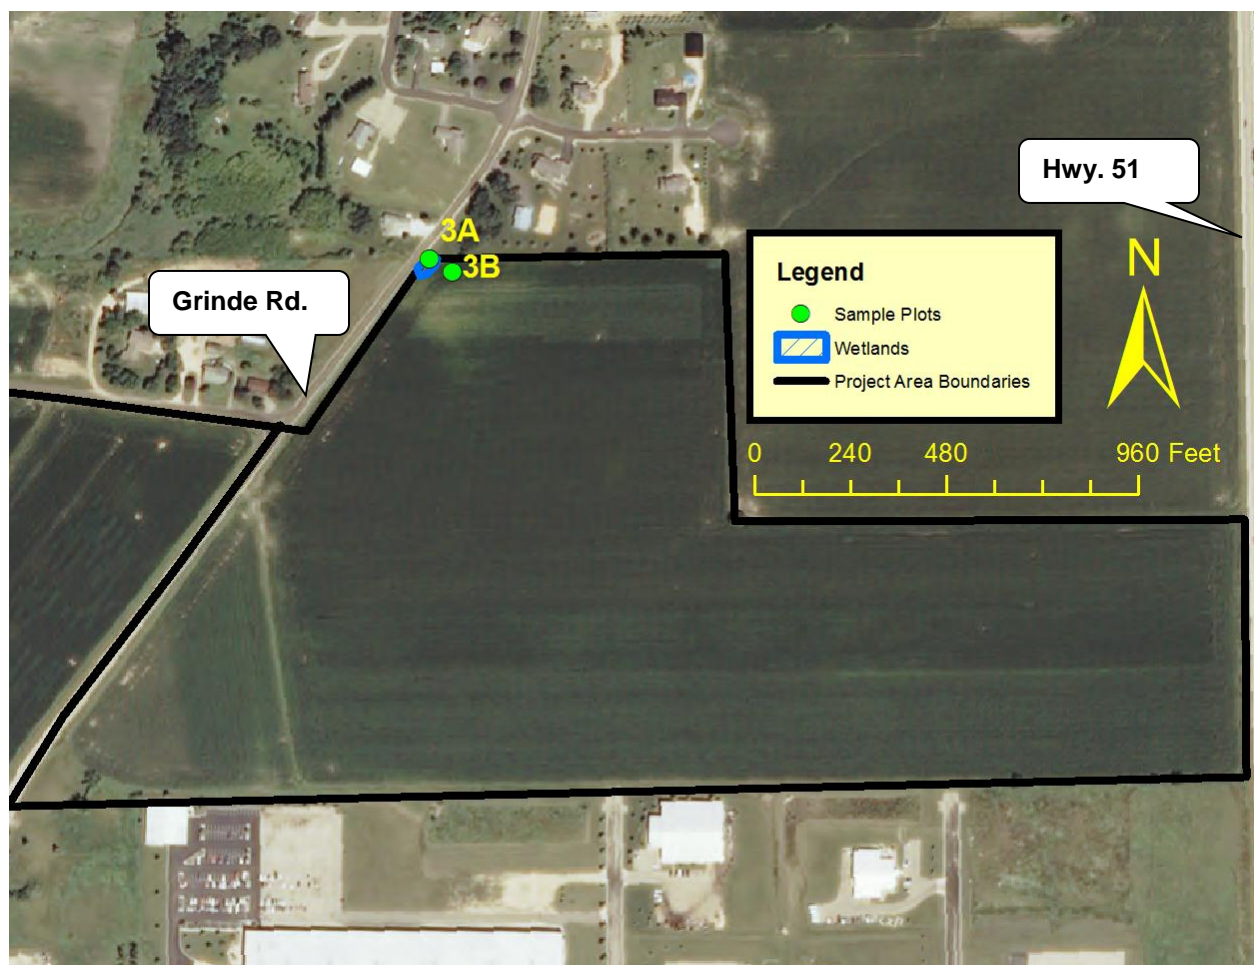 3A
3B
Hwy. 51
Grinde Rd.
Legend
Sample Plots
Wetlands
Project Area Boundaries
N
0 240 480 960 Feet